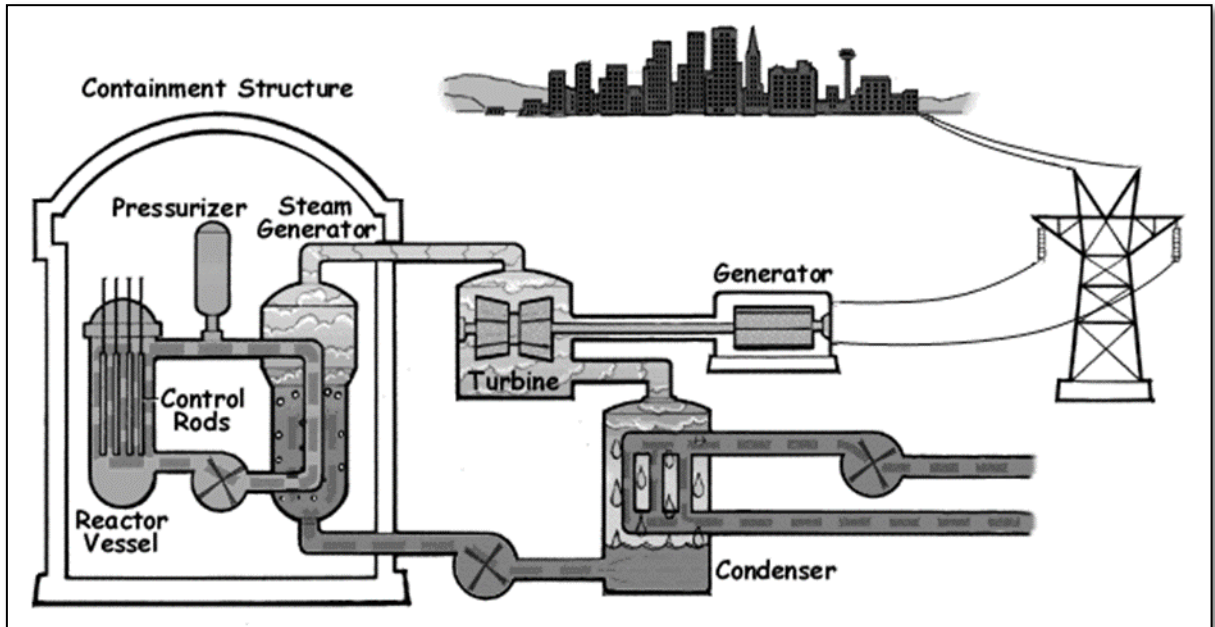 Containment Structure
Pressurizer
Steam
Generator
Generator
Turbine
Control
Rods
Reactor
Vessel
Condenser